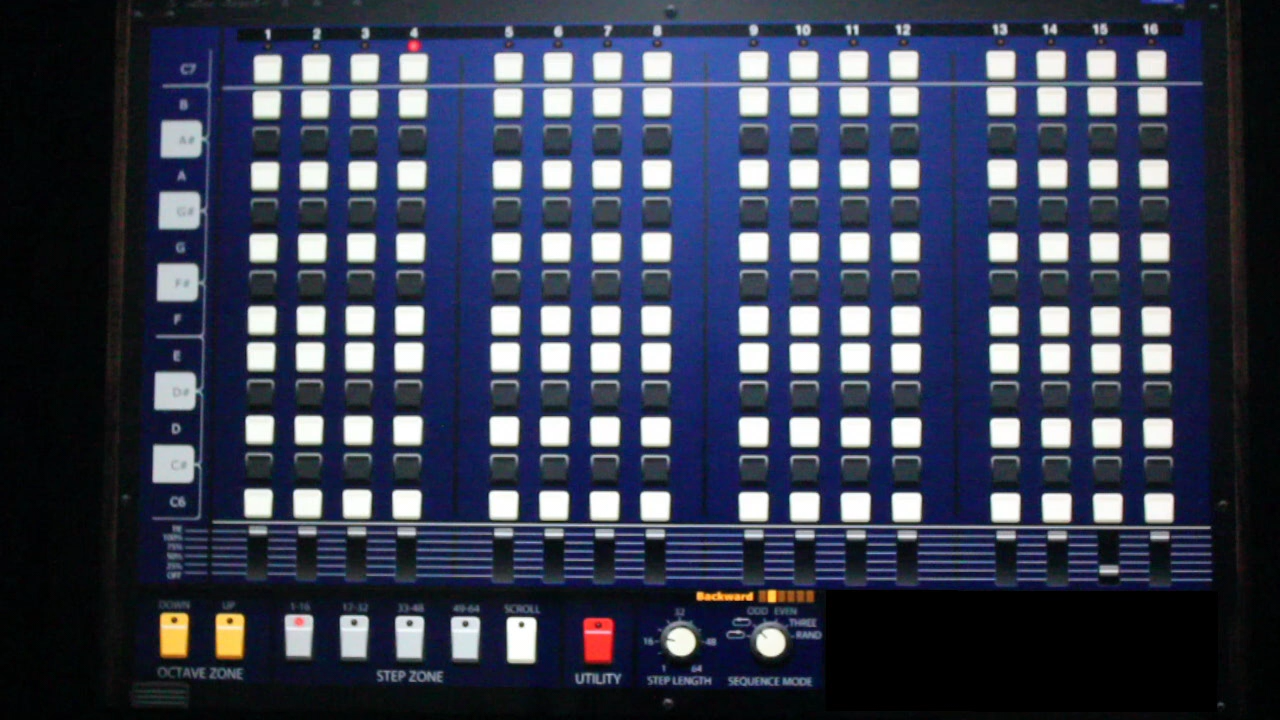 1 2 3 4 5 6 7 8 9 10 11 12 13 14 15 16
C7
B
A#
A
G#
G
F#
F
E
D#
D
C#
C6
100%
75%
50%
25%
OFF
Backward
DOWN UP 1-16 17-32 33-48 49-64 SCROLL
32 ODD EVEN
16 48 THREE
RAND
1 64
OCTAVE ZONE STEP ZONE UTILITY STEP LENGTH SEQUENCE MODE